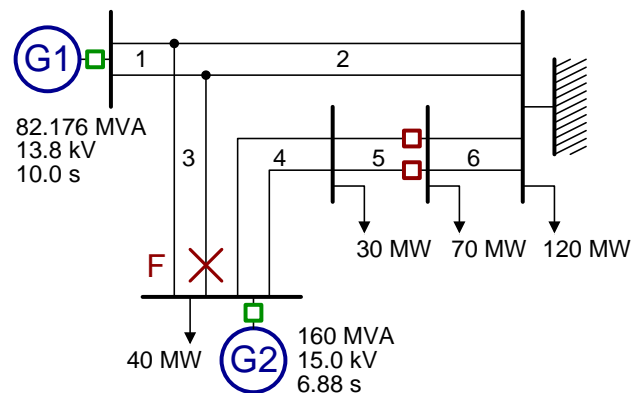 G1
1
2
82.176 MVA
13.8 kV
10.0 s
3
4
5
6
F
30 MW
70 MW
120 MW
40 MW
G2
160 MVA
15.0 kV
6.88 s